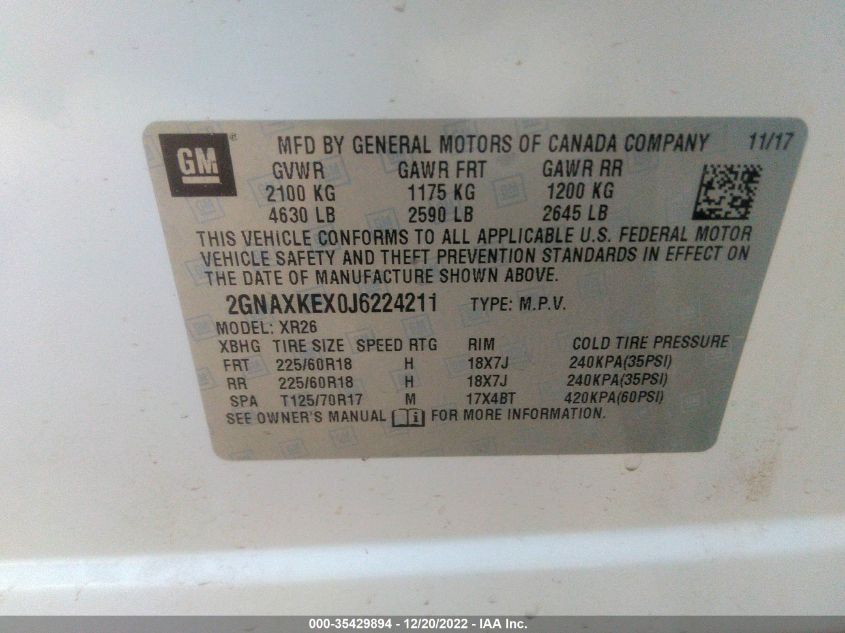 GM
MFD BY GENERAL MOTORS OF CANADA COMPANY 11/17
GVWR GAWR FRT GAWR RR
2100 KG 1175 KG 1200 KG
4630 LB 2590 LB 2645 LB
THIS VEHICLE CONFORMS TO ALL APPLICABLE U.S. FEDERAL MOTOR
VEHICLE SAFETY AND THEFT PREVENTION STANDARDS IN EFFECT ON
THE DATE OF MANUFACTURE SHOWN ABOVE.
2GNAXKEX0J6224211 TYPE: M.P.V.
MODEL: XR26
XBHG TIRE SIZE SPEED RTG RIM COLD TIRE PRESSURE
FRT 225/60R18 H 18X7J 240KPA(35PSI)
RR 225/60R18 H 18X7J 240KPA(35PSI)
SPA T125/70R17 M 17X4BT 420KPA(60PSI)
SEE OWNER'S MANUAL FOR MORE INFORMATION.
000-35429894 - 12/20/2022 - IAA Inc.